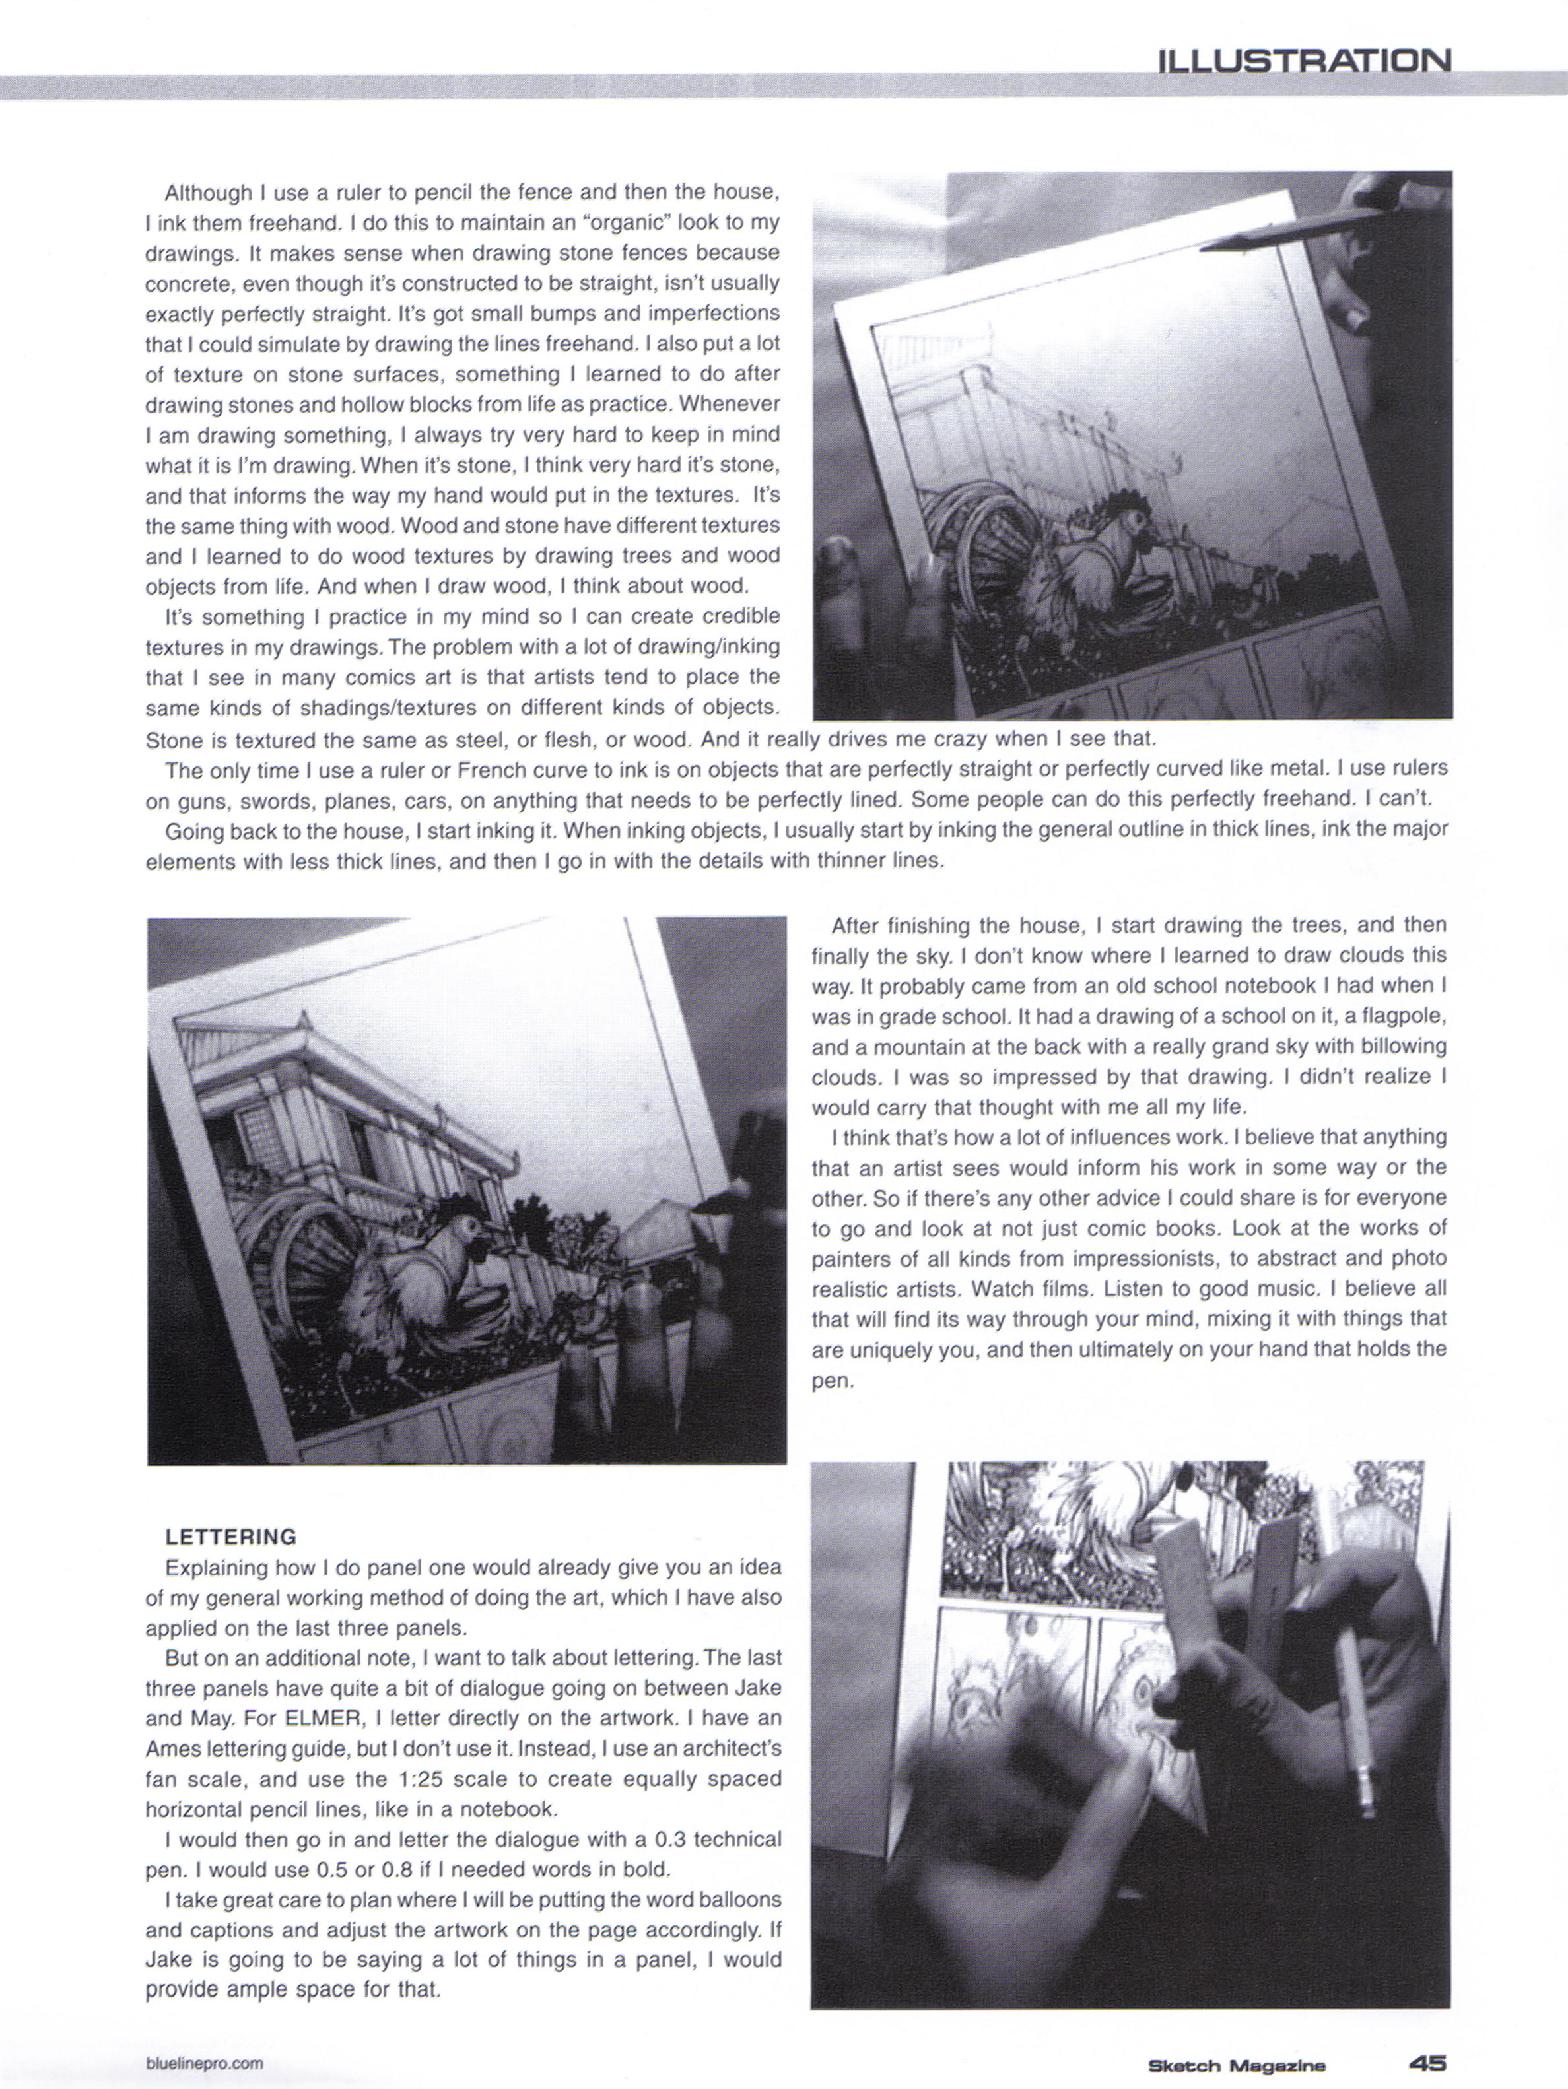 ILLUSTRATION
Although I use a ruler to pencil the fence and then the house,
I ink them freehand. I do this to maintain an “organic” look to my
drawings. It makes sense when drawing stone fences because
concrete, even though it’s constructed to be straight, isn’t usually
exactly perfectly straight. It’s got small bumps and imperfections
that I could simulate by drawing the lines freehand. I also put a lot
of texture on stone surfaces, something I learned to do after
drawing stones and hollow blocks from life as practice. Whenever
I am drawing something, I always try very hard to keep in mind
what it is I’m drawing. When it’s stone, I think very hard it’s stone,
and that informs the way my hand would put in the textures. It’s
the same thing with wood. Wood and stone have different textures
and I learned to do wood textures by drawing trees and wood
objects from life. And when I draw wood, I think about wood.
It’s something I practice in my mind so I can create credible
textures in my drawings. The problem with a lot of drawing/inking
that I see in many comics art is that artists tend to place the
same kinds of shadings/textures on different kinds of objects.
Stone is textured the same as steel, or flesh, or wood. And it really drives me crazy when I see that.
The only time I use a ruler or French curve to ink is on objects that are perfectly straight or perfectly curved like metal. I use rulers
on guns, swords, planes, cars, on anything that needs to be perfectly lined. Some people can do this perfectly freehand. I can’t.
Going back to the house, I start inking it. When inking objects, I usually start by inking the general outline in thick lines, ink the major
elements with less thick lines, and then I go in with the details with thinner lines.
After finishing the house, I start drawing the trees, and then
finally the sky. I don’t know where I learned to draw clouds this
way. It probably came from an old school notebook I had when I
was in grade school. It had a drawing of a school on it, a flagpole,
and a mountain at the back with a really grand sky with billowing
clouds. I was so impressed by that drawing. I didn’t realize I
would carry that thought with me all my life.
I think that’s how a lot of influences work. I believe that anything
that an artist sees would inform his work in some way or the
other. So if there’s any other advice I could share is for everyone
to go and look at not just comic books. Look at the works of
painters of all kinds from impressionists, to abstract and photo
realistic artists. Watch films. Listen to good music. I believe all
that will find its way through your mind, mixing it with things that
are uniquely you, and then ultimately on your hand that holds the
pen.
LETTERING
Explaining how I do panel one would already give you an idea
of my general working method of doing the art, which I have also
applied on the last three panels.
But on an additional note, I want to talk about lettering. The last
three panels have quite a bit of dialogue going on between Jake
and May. For ELMER, I letter directly on the artwork. I have an
Ames lettering guide, but I don’t use it. Instead, I use an architect’s
fan scale, and use the 1:25 scale to create equally spaced
horizontal pencil lines, like in a notebook.
I would then go in and letter the dialogue with a 0.3 technical
pen. I would use 0.5 or 0.8 if I needed words in bold.
I take great care to plan where I will be putting the word balloons
and captions and adjust the artwork on the page accordingly. If
Jake is going to be saying a lot of things in a panel, I would
provide ample space for that.
bluelinepro.com
Sketch Magazine 45